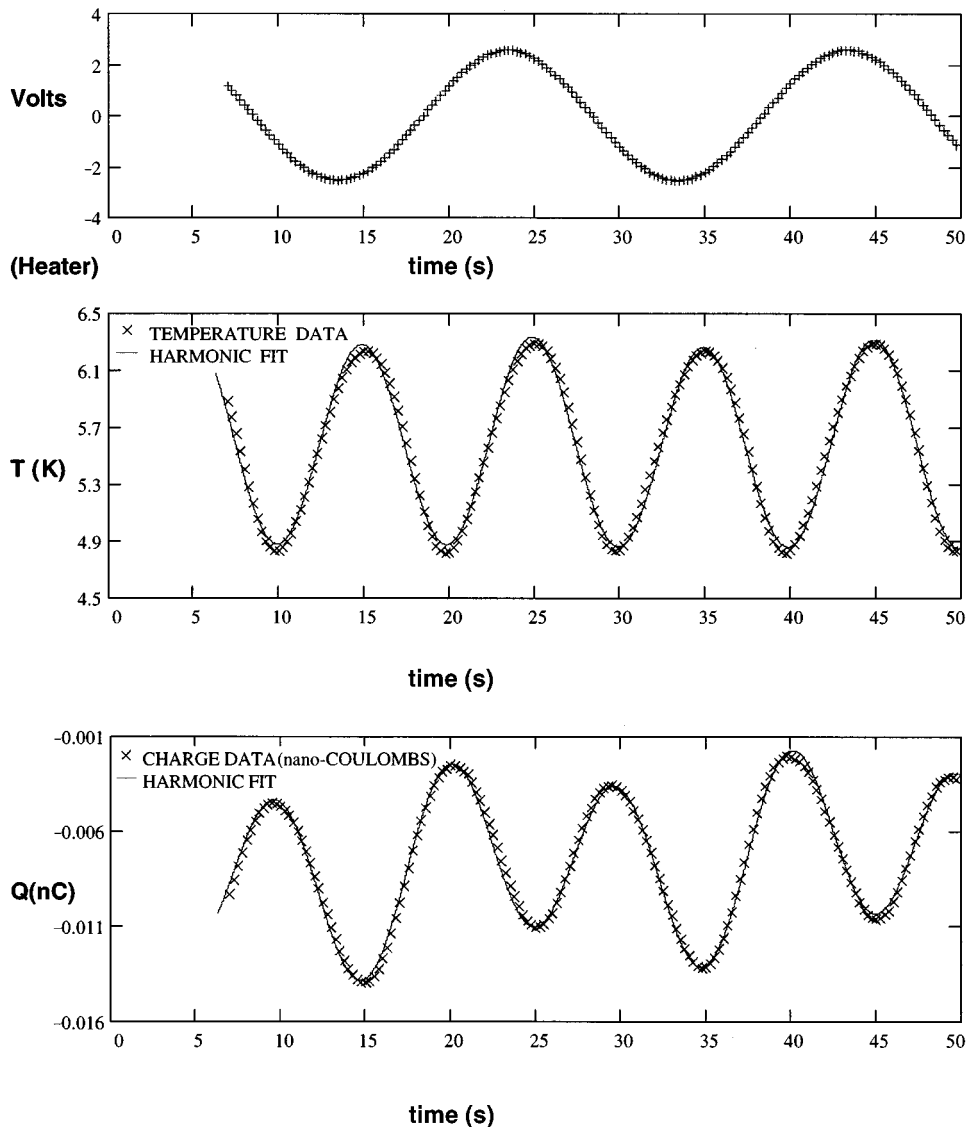 4
2
Volts
0
−2
−4
0 5 10 15 20 25 30 35 40 45 50
(Heater)
time (s)
6.5
× TEMPERATURE DATA
— HARMONIC FIT
6.1
5.7
T (K)
5.3
4.9
4.5
0 5 10 15 20 25 30 35 40 45 50
time (s)
−0.001
× CHARGE DATA(nano-COULOMBS)
— HARMONIC FIT
−0.006
Q(nC)
−0.011
−0.016
0 5 10 15 20 25 30 35 40 45 50
time (s)